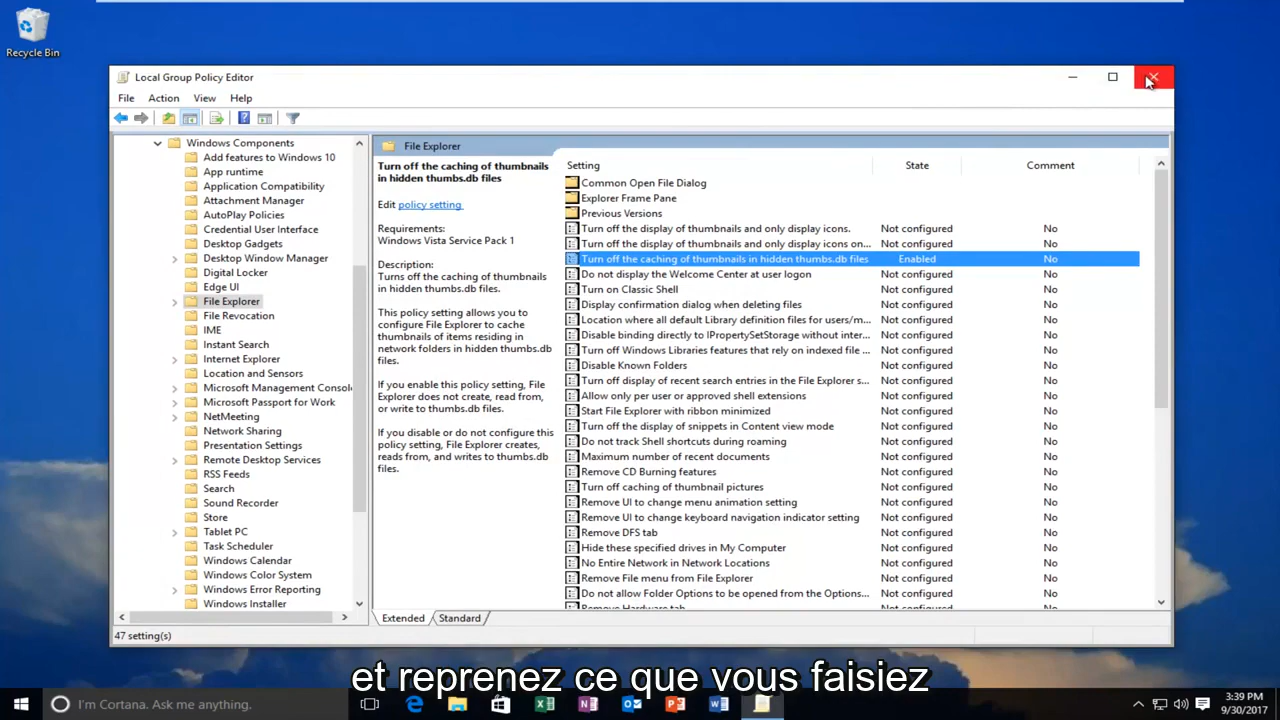 Recycle Bin
Local Group Policy Editor
File Action View Help
Windows Components
Add features to Windows 10
App runtime
Application Compatibility
Attachment Manager
AutoPlay Policies
Credential User Interface
Desktop Gadgets
Desktop Window Manager
Digital Locker
Edge UI
File Explorer
File Revocation
IME
Instant Search
Internet Explorer
Location and Sensors
Microsoft Management Consol
Microsoft Passport for Work
NetMeeting
Network Sharing
Presentation Settings
Remote Desktop Services
RSS Feeds
Search
Sound Recorder
Store
Tablet PC
Task Scheduler
Windows Calendar
Windows Color System
Windows Error Reporting
Windows Installer
File Explorer
Turn off the caching of thumbnails
in hidden thumbs.db files
Edit policy setting
Requirements:
Windows Vista Service Pack 1
Description:
Turns off the caching of thumbnails
in hidden thumbs.db files.
This policy setting allows you to
configure File Explorer to cache
thumbnails of items residing in
network folders in hidden thumbs.db
files.
If you enable this policy setting, File
Explorer does not create, read from,
or write to thumbs.db files.
If you disable or do not configure this
policy setting, File Explorer creates,
reads from, and writes to thumbs.db
files.
Setting State Comment
Common Open File Dialog
Explorer Frame Pane
Previous Versions
Turn off the display of thumbnails and only display icons. Not configured No
Turn off the display of thumbnails and only display icons on... Not configured No
Turn off the caching of thumbnails in hidden thumbs.db files Enabled No
Do not display the Welcome Center at user logon Not configured No
Turn on Classic Shell Not configured No
Display confirmation dialog when deleting files Not configured No
Location where all default Library definition files for users/m... Not configured No
Disable binding directly to IPropertySetStorage without inter... Not configured No
Turn off Windows Libraries features that rely on indexed file ... Not configured No
Disable Known Folders Not configured No
Turn off display of recent search entries in the File Explorer s... Not configured No
Allow only per user or approved shell extensions Not configured No
Start File Explorer with ribbon minimized Not configured No
Turn off the display of snippets in Content view mode Not configured No
Do not track Shell shortcuts during roaming Not configured No
Maximum number of recent documents Not configured No
Remove CD Burning features Not configured No
Turn off caching of thumbnail pictures Not configured No
Remove UI to change menu animation setting Not configured No
Remove UI to change keyboard navigation indicator setting Not configured No
Remove DFS tab Not configured No
Hide these specified drives in My Computer Not configured No
No Entire Network in Network Locations Not configured No
Remove File menu from File Explorer Not configured No
Do not allow Folder Options to be opened from the Options... Not configured No
Remove Hardware tab Not configured No
Extended Standard
47 setting(s)
et reprenez ce que vous faisiez
I'm Cortana. Ask me anything.
3:39 PM
9/30/2017